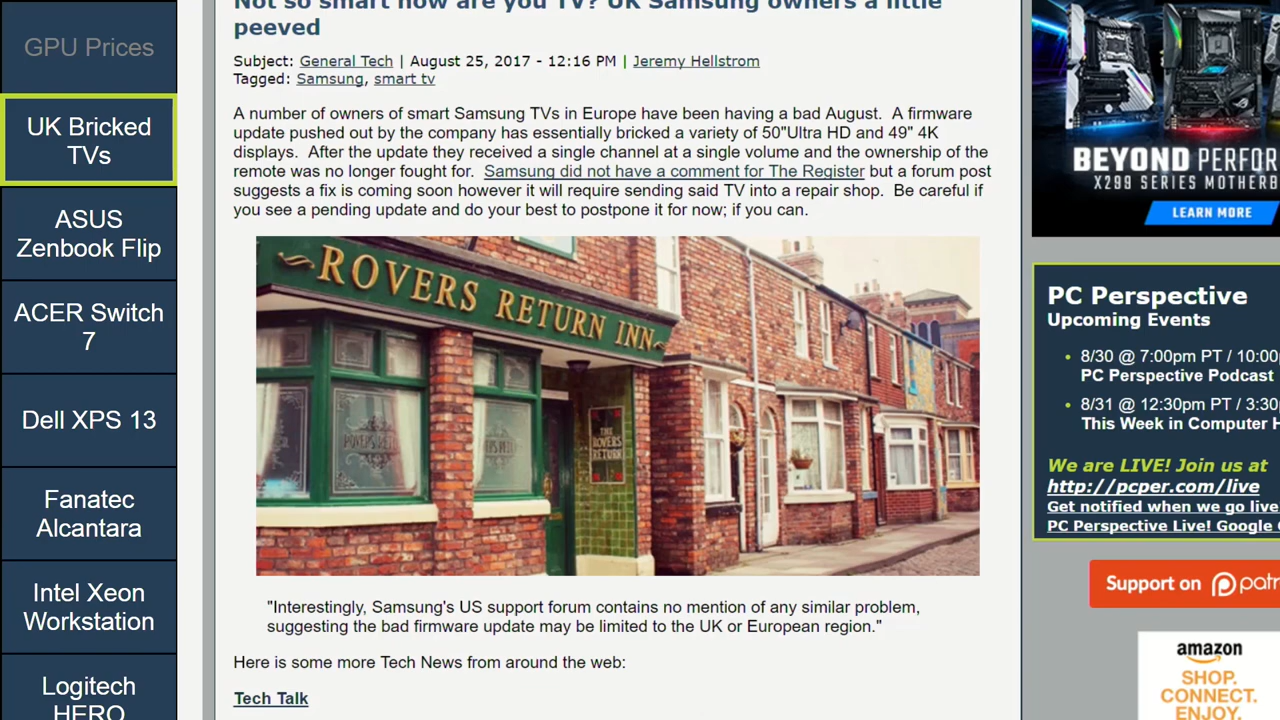 GPU Prices
UK Bricked
TVs
ASUS
Zenbook Flip
ACER Switch
7
Dell XPS 13
Fanatec
Alcantara
Intel Xeon
Workstation
Logitech
HERO
Not so smart now are you TV? UK Samsung owners a little
peeved
Subject: General Tech | August 25, 2017 - 12:16 PM | Jeremy Hellstrom
Tagged: Samsung, smart tv
A number of owners of smart Samsung TVs in Europe have been having a bad August. A firmware
update pushed out by the company has essentially bricked a variety of 50"Ultra HD and 49" 4K
displays. After the update they received a single channel at a single volume and the ownership of the
remote was no longer fought for. Samsung did not have a comment for The Register but a forum post
suggests a fix is coming soon however it will require sending said TV into a repair shop. Be careful if
you see a pending update and do your best to postpone it for now; if you can.
ROVERS RETURN INN
ROVERS RET
THE
ROVERS
RETURN
"Interestingly, Samsung's US support forum contains no mention of any similar problem,
suggesting the bad firmware update may be limited to the UK or European region."
Here is some more Tech News from around the web:
Tech Talk
BEYOND PERFOR
X299 SERIES MOTHERB
LEARN MORE
PC Perspective
Upcoming Events
• 8/30 @ 7:00pm PT / 10:00
PC Perspective Podcast
• 8/31 @ 12:30pm PT / 3:30
This Week in Computer H
We are LIVE! Join us at
http://pcper.com/live
Get notified when we go live
PC Perspective Live! Google
Support on patr
amazon
SHOP.
CONNECT.
ENJOY.